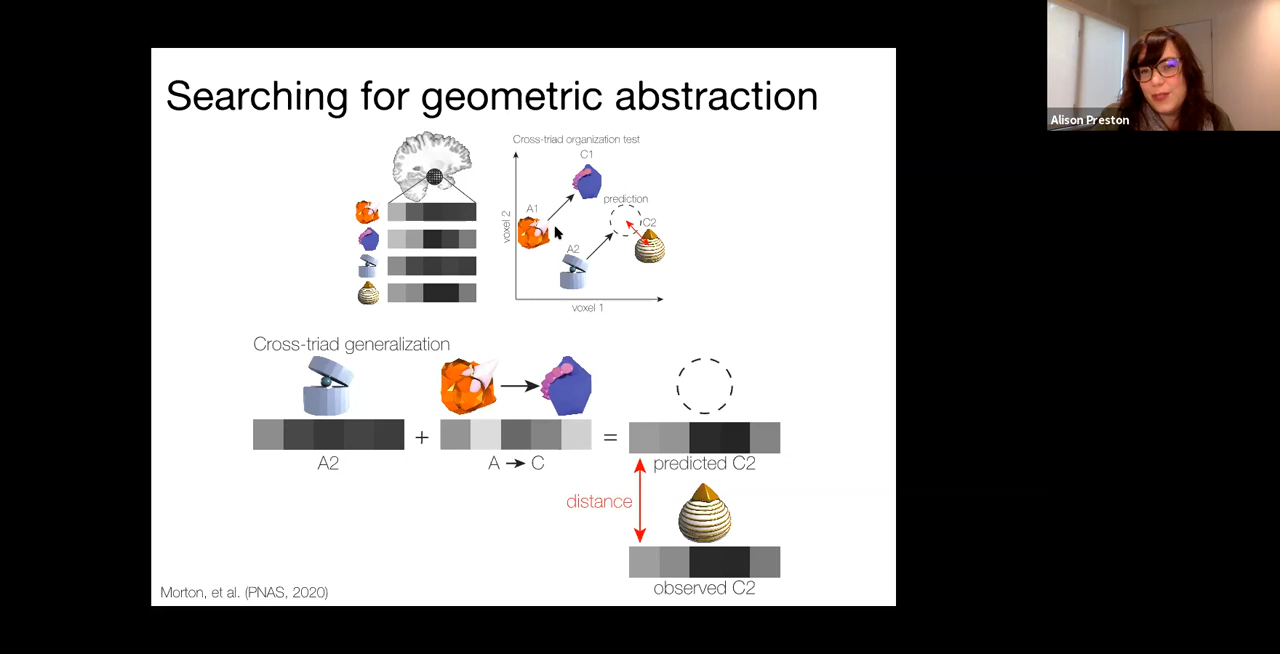 Searching for geometric abstraction
Cross-triad organization test
C1
prediction
A1
C2
A2
voxel 2
voxel 1
Cross-triad generalization
+
=
A2
A → C
predicted C2
distance
observed C2
Morton, et al. (PNAS, 2020)
Alison Preston